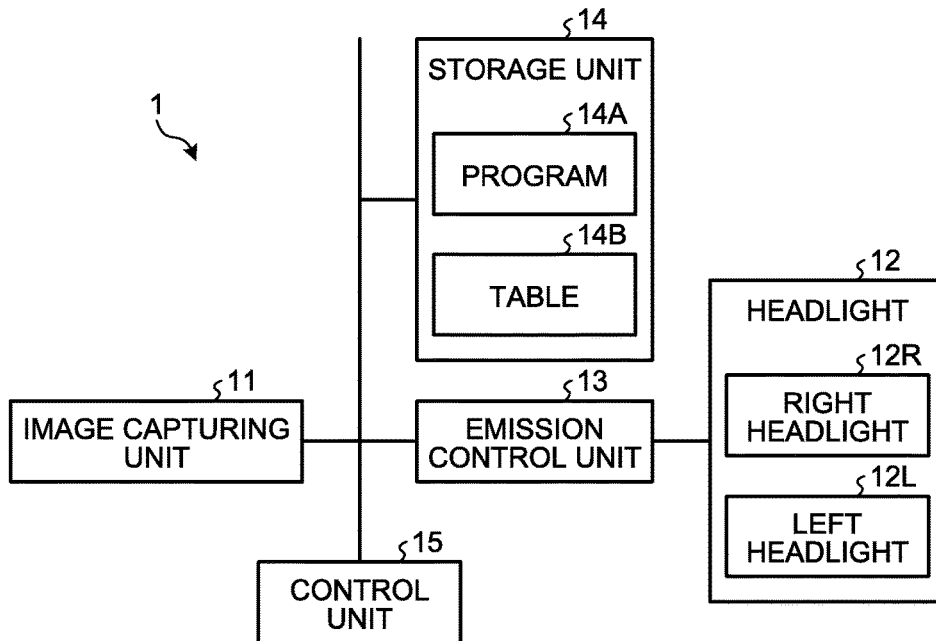 1
14
STORAGE UNIT
14A
PROGRAM
14B
TABLE
12
HEADLIGHT
12R
RIGHT
HEADLIGHT
12L
LEFT
HEADLIGHT
11
IMAGE CAPTURING
UNIT
13
EMISSION
CONTROL UNIT
15
CONTROL
UNIT